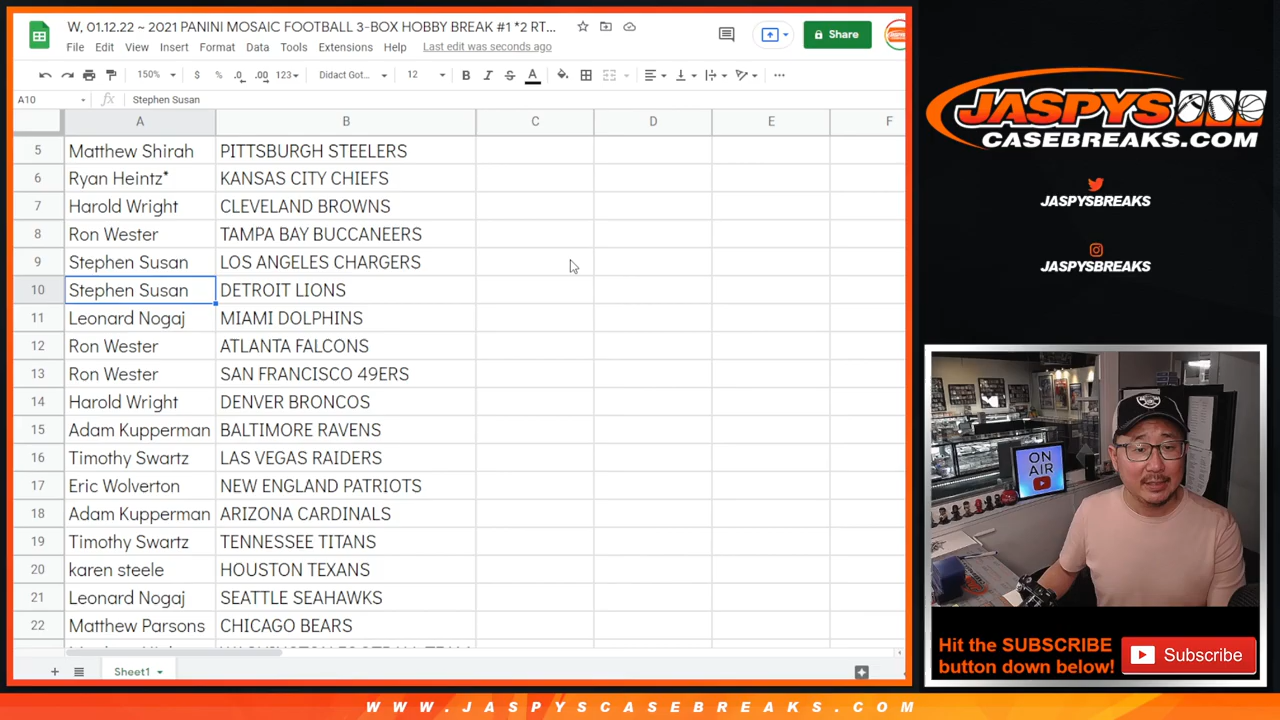 W, 01.12.22 ~ 2021 PANINI MOSAIC FOOTBALL 3-BOX HOBBY BREAK #1 *2 RT...
File Edit View Insert Format Data Tools Extensions Help Last edit was seconds ago
Share
150% $ % .0 .00 123 Didact Got... 12 B I S A
A10 fx Stephen Susan
A B C D E F
5 Matthew Shirah PITTSBURGH STEELERS
6 Ryan Heintz* KANSAS CITY CHIEFS
7 Harold Wright CLEVELAND BROWNS
8 Ron Wester TAMPA BAY BUCCANEERS
9 Stephen Susan LOS ANGELES CHARGERS
10 Stephen Susan DETROIT LIONS
11 Leonard Nogaj MIAMI DOLPHINS
12 Ron Wester ATLANTA FALCONS
13 Ron Wester SAN FRANCISCO 49ERS
14 Harold Wright DENVER BRONCOS
15 Adam Kupperman BALTIMORE RAVENS
16 Timothy Swartz LAS VEGAS RAIDERS
17 Eric Wolverton NEW ENGLAND PATRIOTS
18 Adam Kupperman ARIZONA CARDINALS
19 Timothy Swartz TENNESSEE TITANS
20 karen steele HOUSTON TEXANS
21 Leonard Nogaj SEATTLE SEAHAWKS
22 Matthew Parsons CHICAGO BEARS
Sheet1
JASPYS
CASEBREAKS.COM
JASPYSBREAKS
JASPYSBREAKS
ON
AIR
Hit the SUBSCRIBE
button down below!
Subscribe
WWW.JASPYSCASEBREAKS.COM